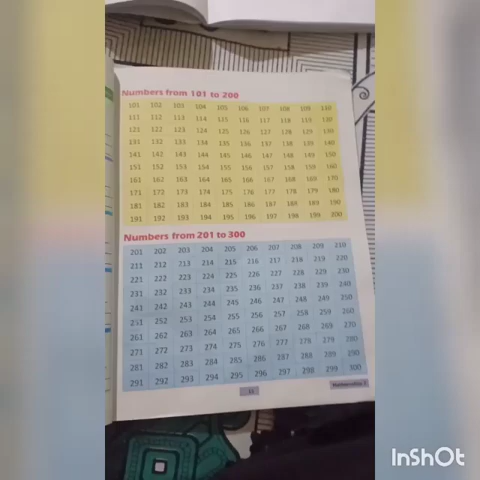 Numbers from 101 to 200
101 102 103 104 105 106 107 108 109 110
111 112 113 114 115 116 117 118 119 120
121 122 123 124 125 126 127 128 129 130
131 132 133 134 135 136 137 138 139 140
141 142 143 144 145 146 147 148 149 150
151 152 153 154 155 156 157 158 159 160
161 162 163 164 165 166 167 168 169 170
171 172 173 174 175 176 177 178 179 180
181 182 183 184 185 186 187 188 189 190
191 192 193 194 195 196 197 198 199 200
Numbers from 201 to 300
201 202 203 204 205 206 207 208 209 210
211 212 213 214 215 216 217 218 219 220
221 222 223 224 225 226 227 228 229 230
231 232 233 234 235 236 237 238 239 240
241 242 243 244 245 246 247 248 249 250
251 252 253 254 255 256 257 258 259 260
261 262 263 264 265 266 267 268 269 270
271 272 273 274 275 276 277 278 279 280
281 282 283 284 285 286 287 288 289 290
291 292 293 294 295 296 297 298 299 300
InShOt